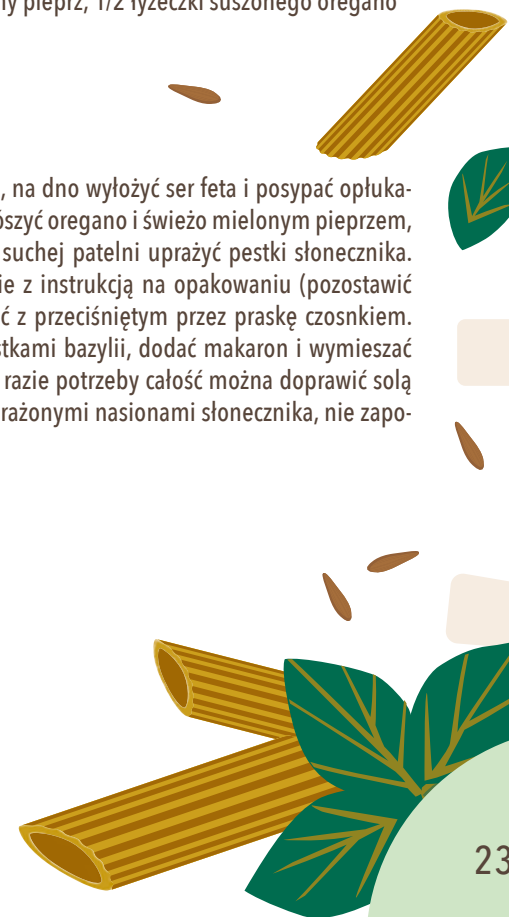 ny pieprz, 1/2 łyżeczki suszonego oregano
, na dno wyłożyć ser feta i posypać opłuka-
ószyć oregano i świeżo mielonym pieprzem,
suchej patelni uprażyć pestki słonecznika.
ie z instrukcją na opakowaniu (pozostawić
ć z przeciśniętym przez praskę czosnkiem.
stkami bazylii, dodać makaron i wymieszać
razie potrzeby całość można doprawić solą
rażonymi nasionami słonecznika, nie zapo-
23